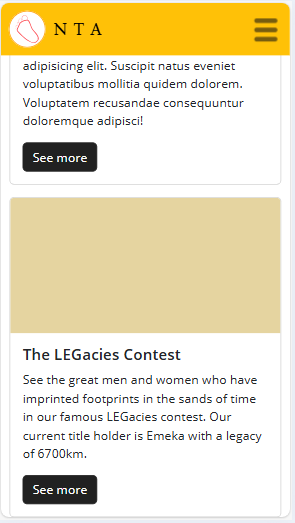 NTA
adipisicing elit. Suscipit natus eveniet
voluptatibus mollitia quidem dolorem.
Voluptatem recusandae consequuntur
doloremque adipisci!
See more
The LEGacies Contest
See the great men and women who have
imprinted footprints in the sands of time
in our famous LEGacies contest. Our
current title holder is Emeka with a legacy
of 6700km.
See more